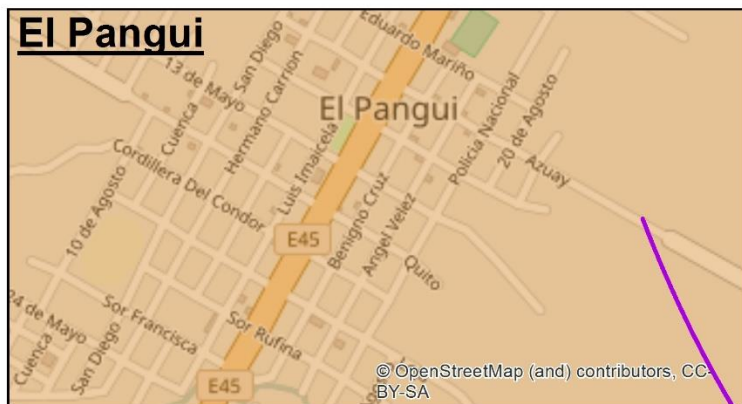 El Pangui
Eduardo Mariño
San Diego
13 de Mayo
Hermano Carrion
Cuenca
El Pangui
Policia Nacional
20 de Agosto
Luis Imaicela
Cordillera Del Condor
Azuay
10 de Agosto
Benigno Cruz
Angel Velez
E45
Quito
Sor Francisca
24 de Mayo
Sor Rufina
San Diego
Cuenca
E45
© OpenStreetMap (and) contributors, CC-
BY-SA